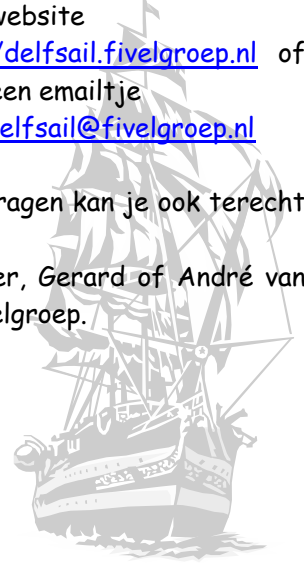 website
/delfsail.fivelgroep.nl of
een emailtje
elfsail@fivelgroep.nl
ragen kan je ook terecht
er, Gerard of André van
elgroep.